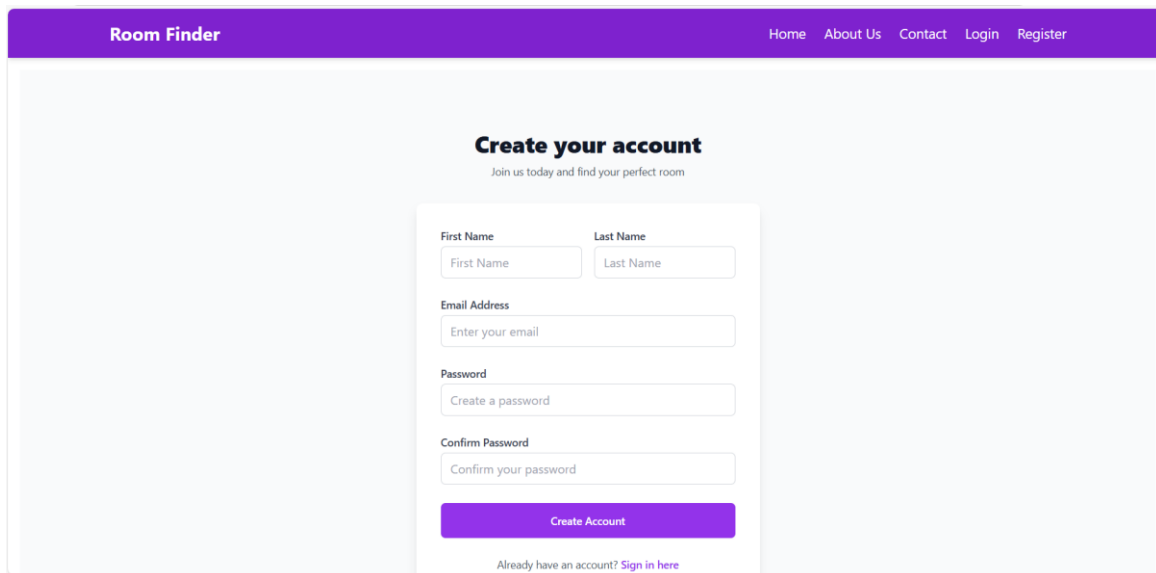 Room Finder Home About Us Contact Login Register
Create your account
Join us today and find your perfect room
First Name Last Name
First Name Last Name
Email Address
Enter your email
Password
Create a password
Confirm Password
Confirm your password
Create Account
Already have an account? Sign in here